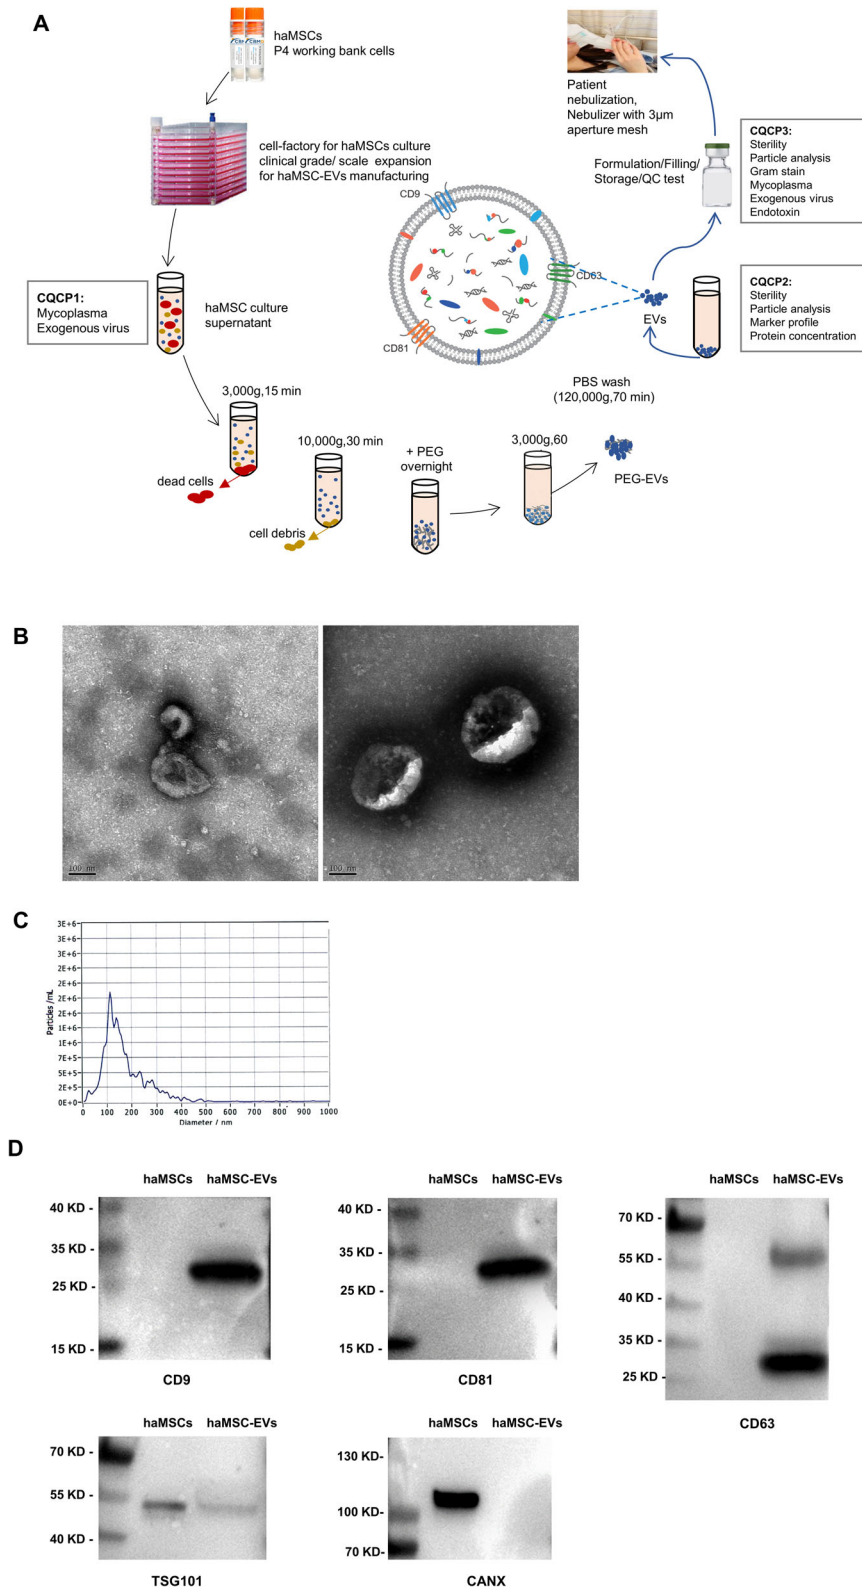 A
haMSCs
P4 working bank cells
cell-factory for haMSCs culture
clinical grade/ scale expansion
for haMSC-EVs manufacturing
CQCP1:
Mycoplasma
Exogenous virus
haMSC culture
supernatant
3,000g,15 min
dead cells
10,000g,30 min
cell debris
+ PEG
overnight
3,000g,60
PEG-EVs
PBS wash
(120,000g,70 min)
CD9
CD63
CD81
EVs
Patient
nebulization,
Nebulizer with 3µm
aperture mesh
Formulation/Filling/
Storage/QC test
CQCP3:
Sterility
Particle analysis
Gram stain
Mycoplasma
Exogenous virus
Endotoxin
CQCP2:
Sterility
Particle analysis
Marker profile
Protein concentration
B
100 nm
100 nm
C
Particles /mL
3E+6
3E+6
3E+6
2E+6
2E+6
2E+6
1E+6
1E+6
1E+6
7E+5
5E+5
2E+5
0E+0
0 100 200 300 400 500 600 700 800 900 1000
Diameter / nm
D
haMSCs haMSC-EVs
40 KD -
35 KD -
25 KD -
15 KD -
CD9
haMSCs haMSC-EVs
40 KD -
35 KD -
25 KD -
15 KD -
CD81
haMSCs haMSC-EVs
70 KD -
55 KD -
40 KD -
35 KD -
25 KD -
CD63
haMSCs haMSC-EVs
70 KD -
55 KD -
40 KD -
TSG101
haMSCs haMSC-EVs
130 KD-
100 KD-
70 KD-
CANX